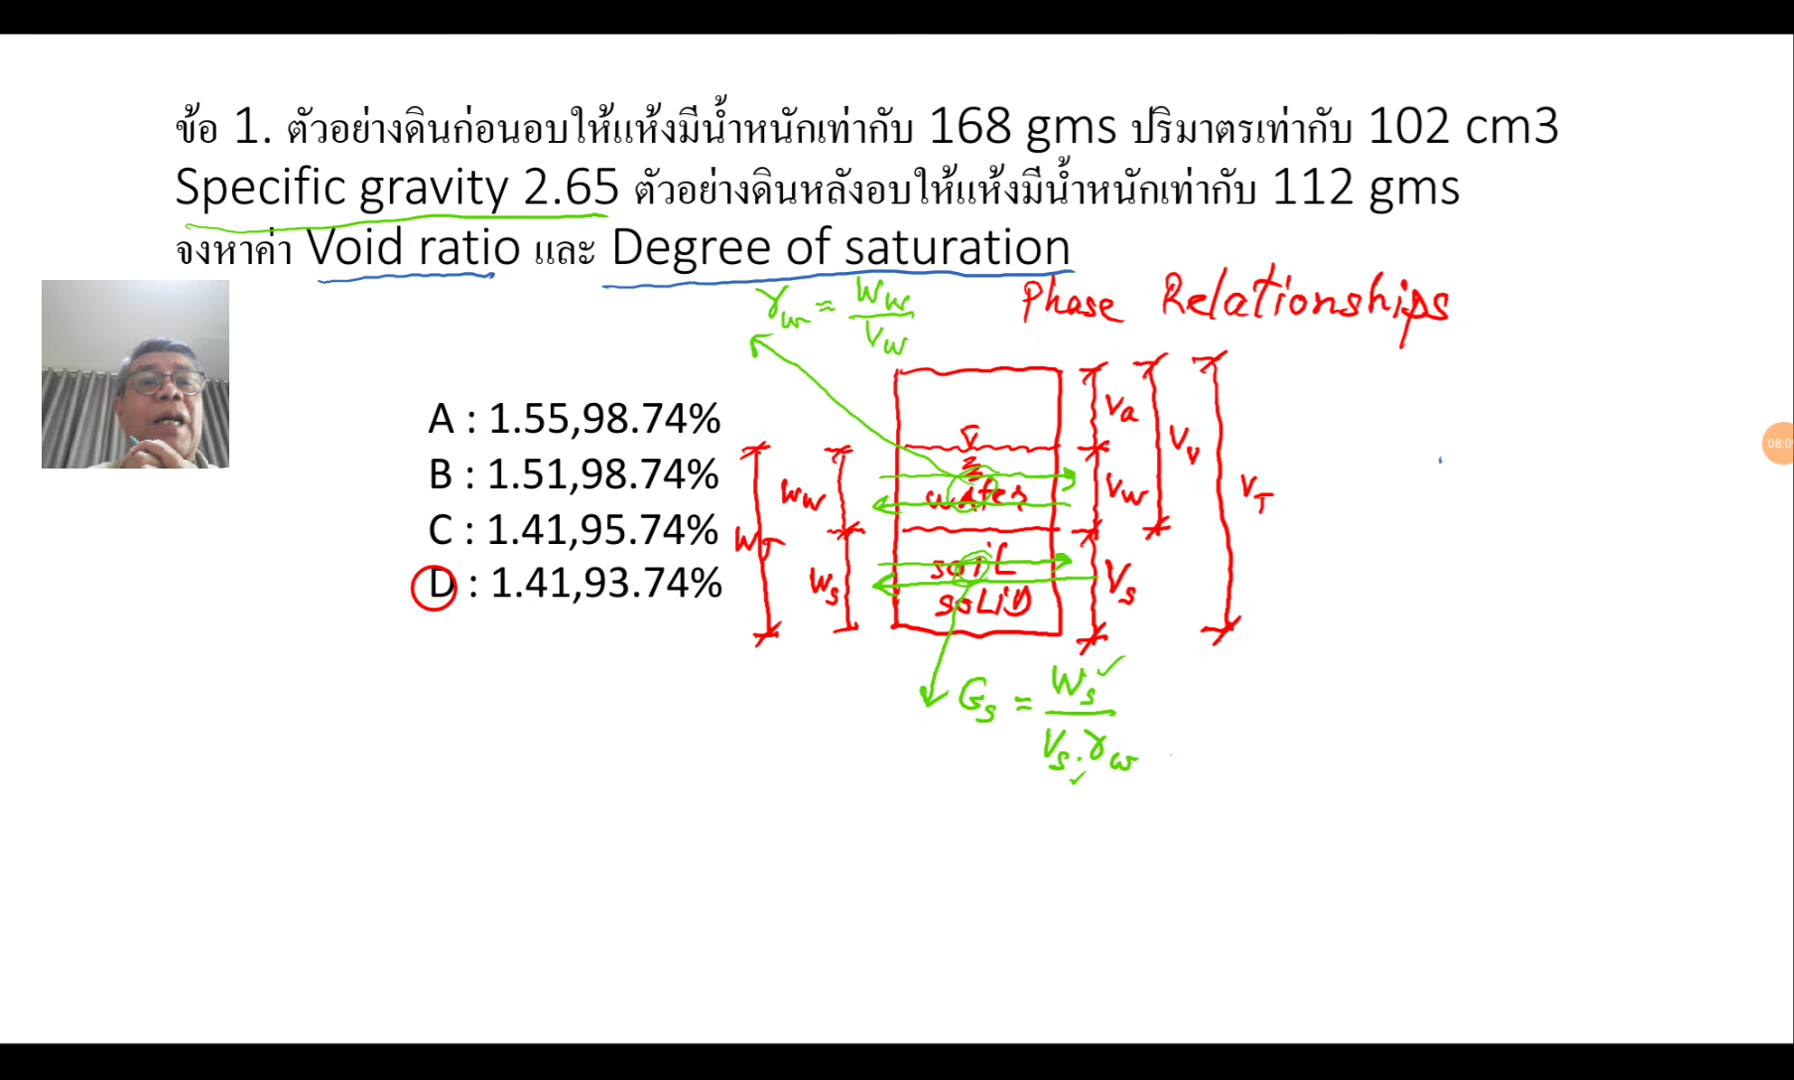 ข้อ 1. ตัวอย่างดินก่อนอบให้แห้งมีน้ำหนักเท่ากับ 168 gms ปริมาตรเท่ากับ 102 cm3
Specific gravity 2.65 ตัวอย่างดินหลังอบให้แห้งมีน้ำหนักเท่ากับ 112 gms
จงหาค่า Void ratio และ Degree of saturation
Phase Relationships
γw ≈ Ww / Vw
A : 1.55,98.74%
B : 1.51,98.74%
C : 1.41,95.74%
D : 1.41,93.74%
WT
Ww
Ws
water
soil
solid
Va
Vw
Vs
Vv
VT
Gs = Ws / Vs.γw
08:0